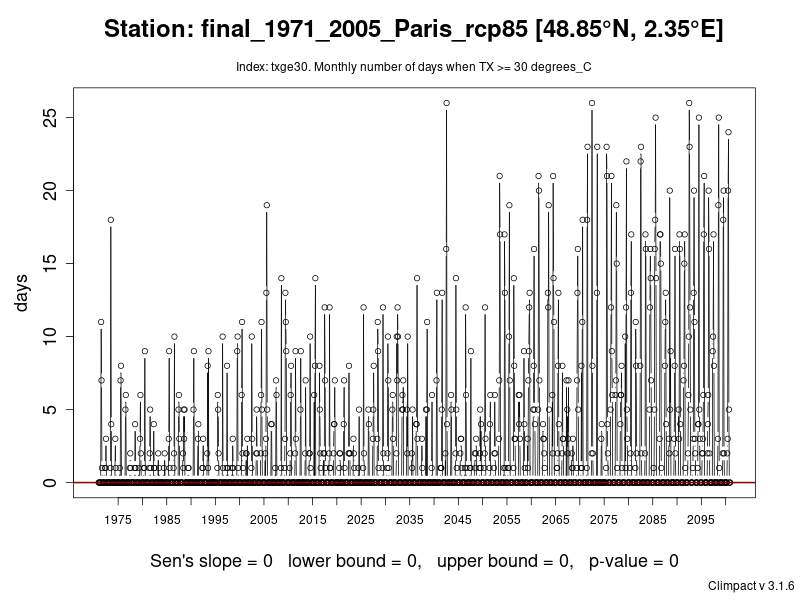 Station: final_1971_2005_Paris_rcp85 [48.85°N, 2.35°E]
Index: txge30. Monthly number of days when TX >= 30 degrees_C
days
25
20
15
10
5
0
1975 1985 1995 2005 2015 2025 2035 2045 2055 2065 2075 2085 2095
Sen's slope = 0 lower bound = 0, upper bound = 0, p-value = 0
Climpact v 3.1.6